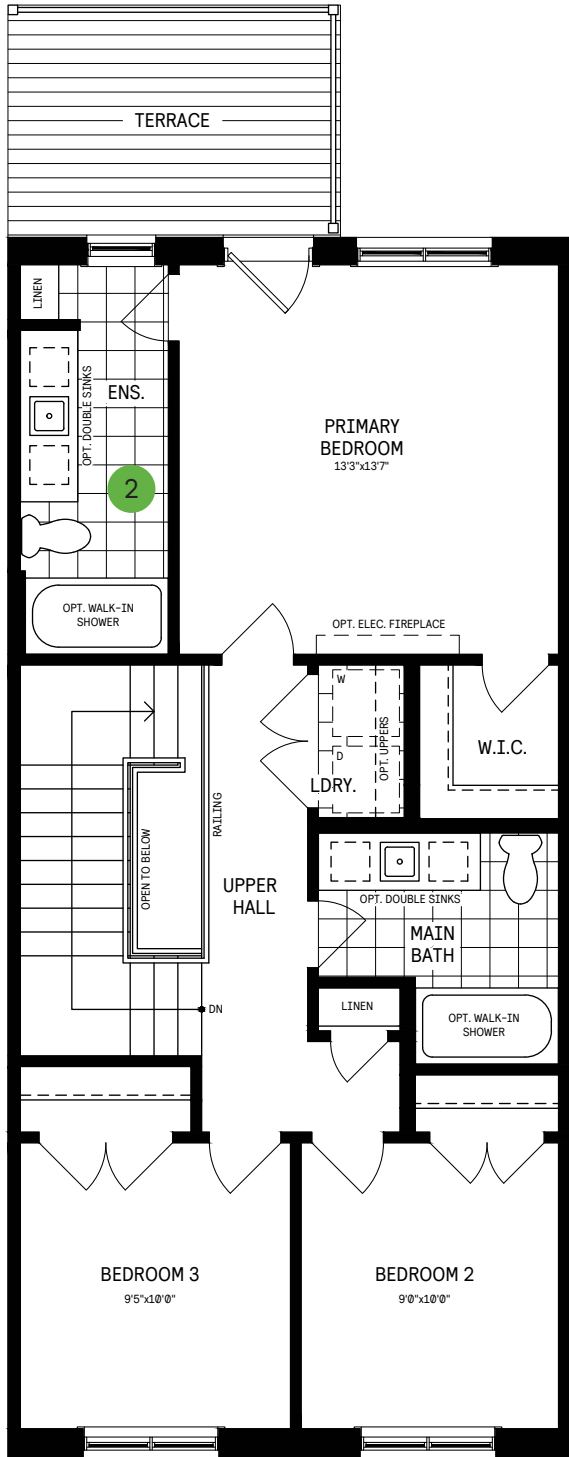 TERRACE
LINEN
ENS.
OPT. DOUBLE SINKS
2
OPT. WALK-IN
SHOWER
PRIMARY
BEDROOM
13'3"x13'7"
OPT. ELEC. FIREPLACE
W
D
OPT. UPPERS
LDRY.
W.I.C.
RAILING
OPEN TO BELOW
UPPER
HALL
DN
OPT. DOUBLE SINKS
MAIN
BATH
LINEN
OPT. WALK-IN
SHOWER
BEDROOM 3
9'5"x10'0"
BEDROOM 2
9'0"x10'0"